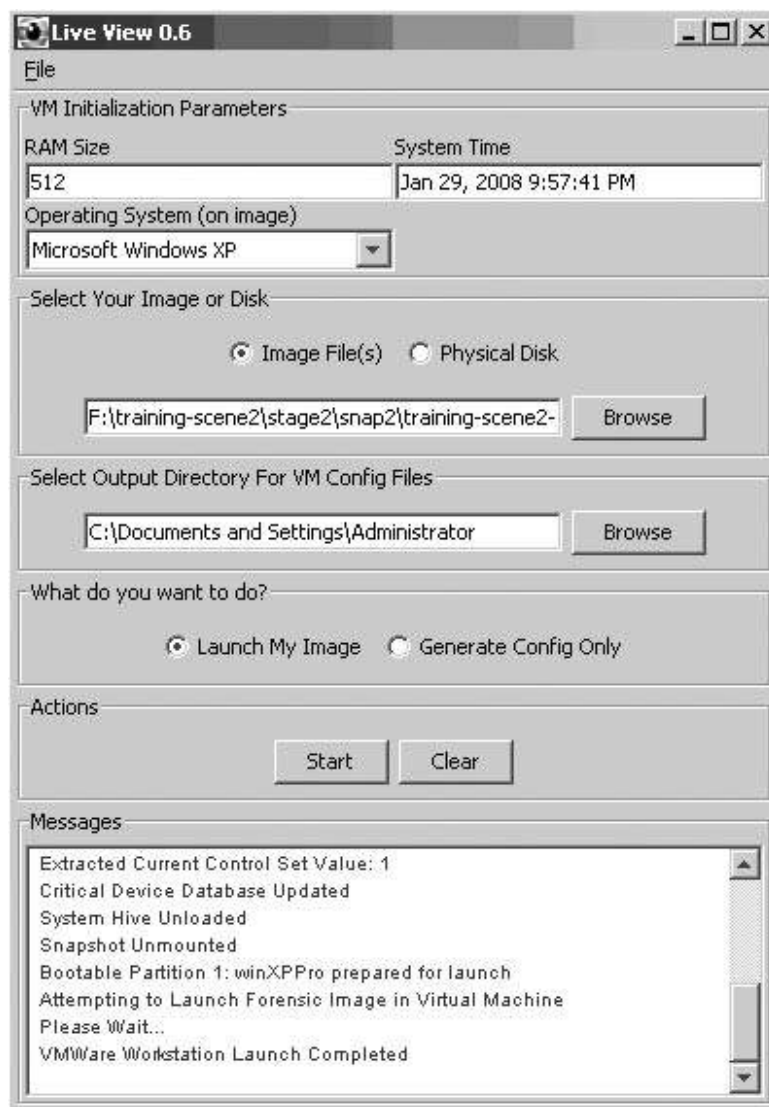 Live View 0.6
File
VM Initialization Parameters
RAM Size System Time
512 Jan 29, 2008 9:57:41 PM
Operating System (on image)
Microsoft Windows XP
Select Your Image or Disk
Image File(s) Physical Disk
F:\training-scene2\stage2\snap2\training-scene2- Browse
Select Output Directory For VM Config Files
C:\Documents and Settings\Administrator Browse
What do you want to do?
Launch My Image Generate Config Only
Actions
Start Clear
Messages
Extracted Current Control Set Value: 1
Critical Device Database Updated
System Hive Unloaded
Snapshot Unmounted
Bootable Partition 1: winXPPro prepared for launch
Attempting to Launch Forensic Image in Virtual Machine
Please Wait...
VMWare Workstation Launch Completed